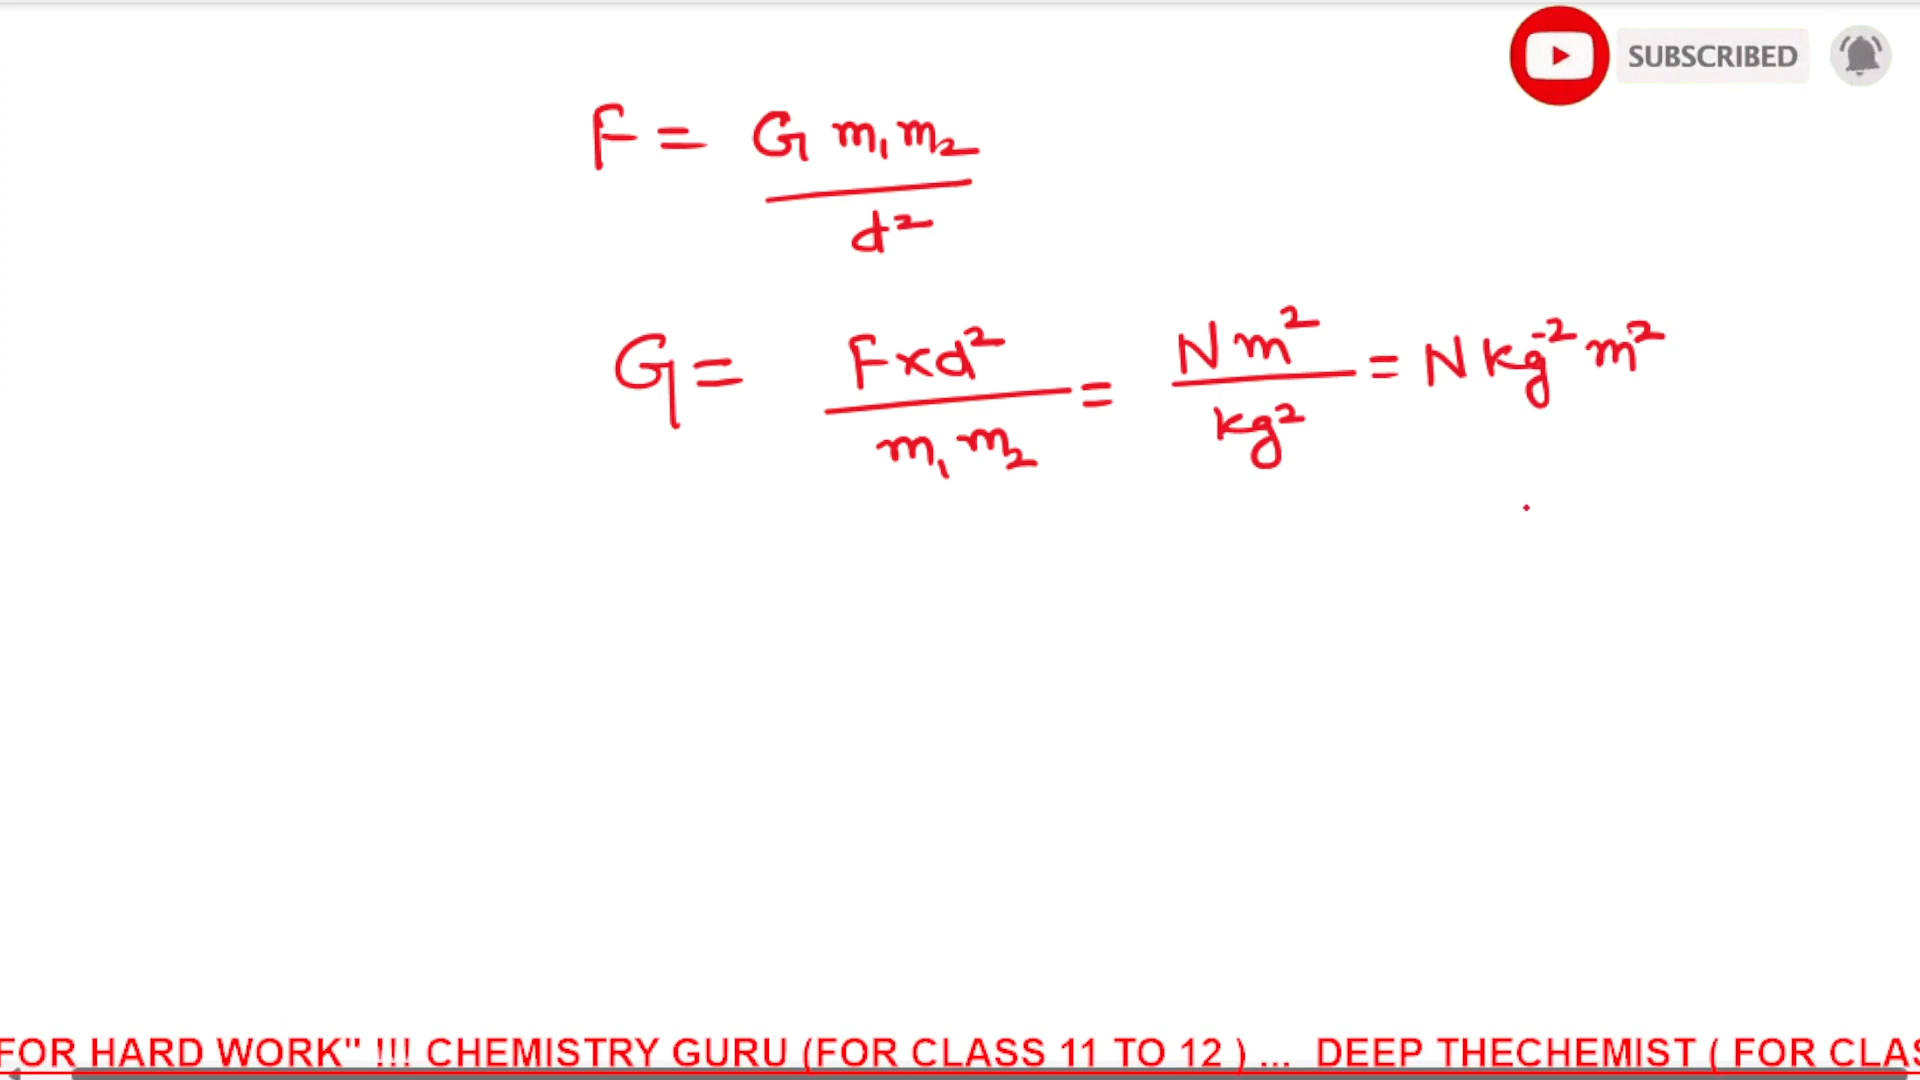 SUBSCRIBED
F = G m₁m₂
d²
G = F×d² / m₁m₂ = Nm² / kg² = N kg⁻² m²
FOR HARD WORK" !!! CHEMISTRY GURU (FOR CLASS 11 TO 12 ) ... DEEP THECHEMIST ( FOR CLAS